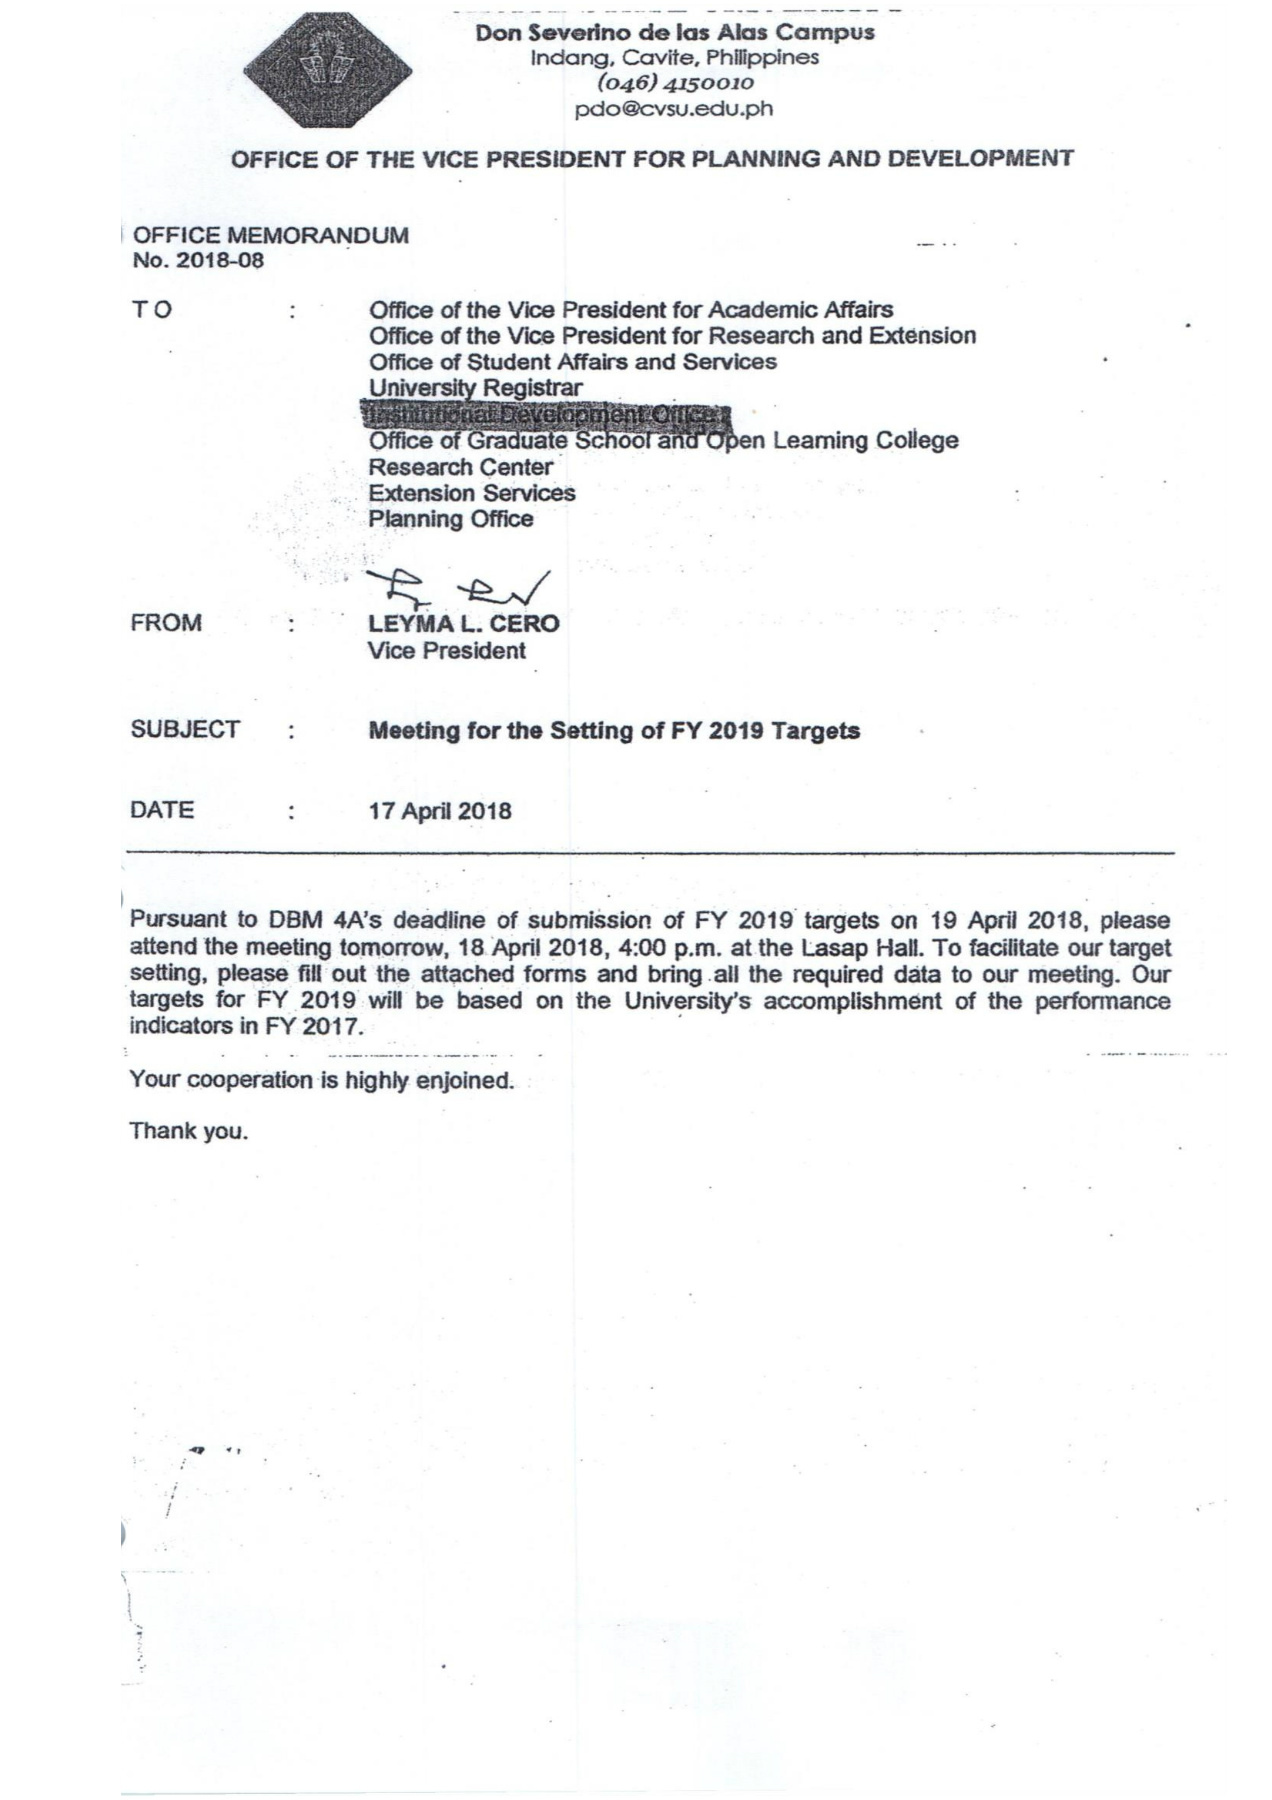 Don Severino de las Alas Campus
Indang, Cavite, Philippines
(046) 4150010
pdo@cvsu.edu.ph
OFFICE OF THE VICE PRESIDENT FOR PLANNING AND DEVELOPMENT
OFFICE MEMORANDUM
No. 2018-08
TO : Office of the Vice President for Academic Affairs
Office of the Vice President for Research and Extension
Office of Student Affairs and Services
University Registrar
Institutional Development Office
Office of Graduate School and Open Learning College
Research Center
Extension Services
Planning Office
FROM : LEYMA L. CERO
Vice President
SUBJECT : Meeting for the Setting of FY 2019 Targets
DATE : 17 April 2018
Pursuant to DBM 4A's deadline of submission of FY 2019 targets on 19 April 2018, please
attend the meeting tomorrow, 18 April 2018, 4:00 p.m. at the Lasap Hall. To facilitate our target
setting, please fill out the attached forms and bring all the required data to our meeting. Our
targets for FY 2019 will be based on the University's accomplishment of the performance
indicators in FY 2017.
Your cooperation is highly enjoined.
Thank you.